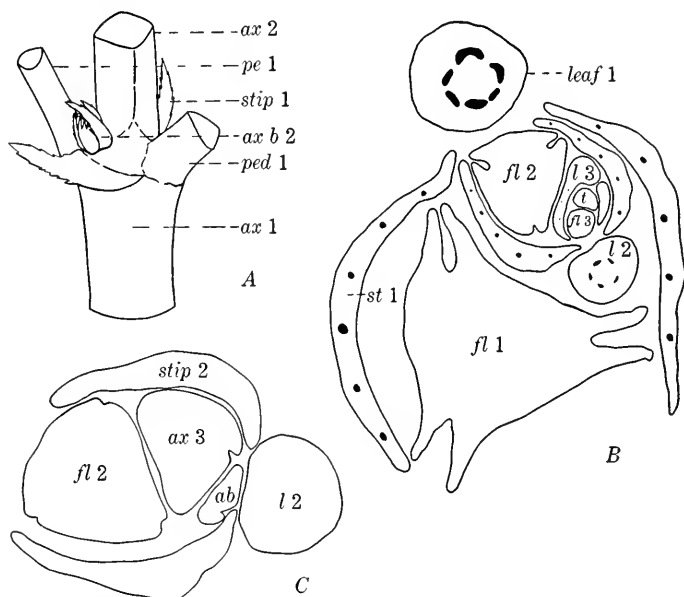 ax 2
pe 1
stip 1
ax b 2
ped 1
ax 1
A
leaf 1
fl 2
l 3
t
fl 3
l 2
st 1
fl 1
B
stip 2
ax 3
fl 2
ab
l 2
C